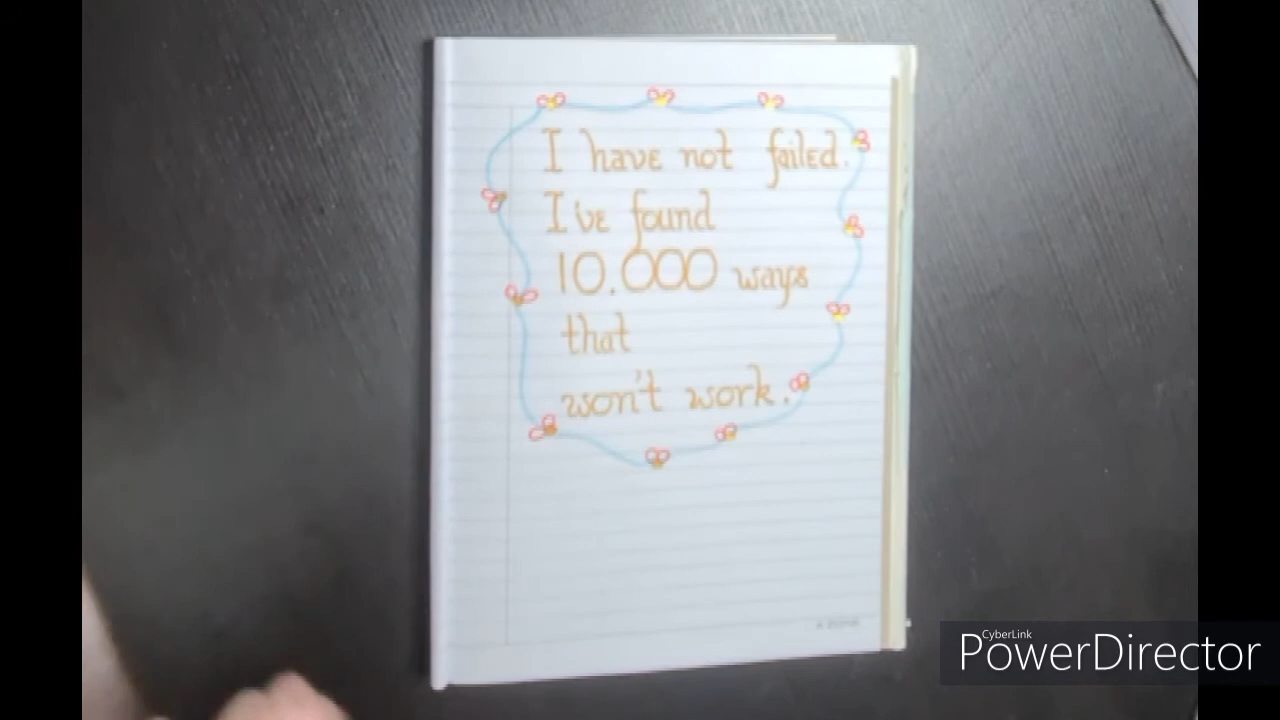 I have not failed.
I've found
10.000 ways
that
won't work.
CyberLink
PowerDirector